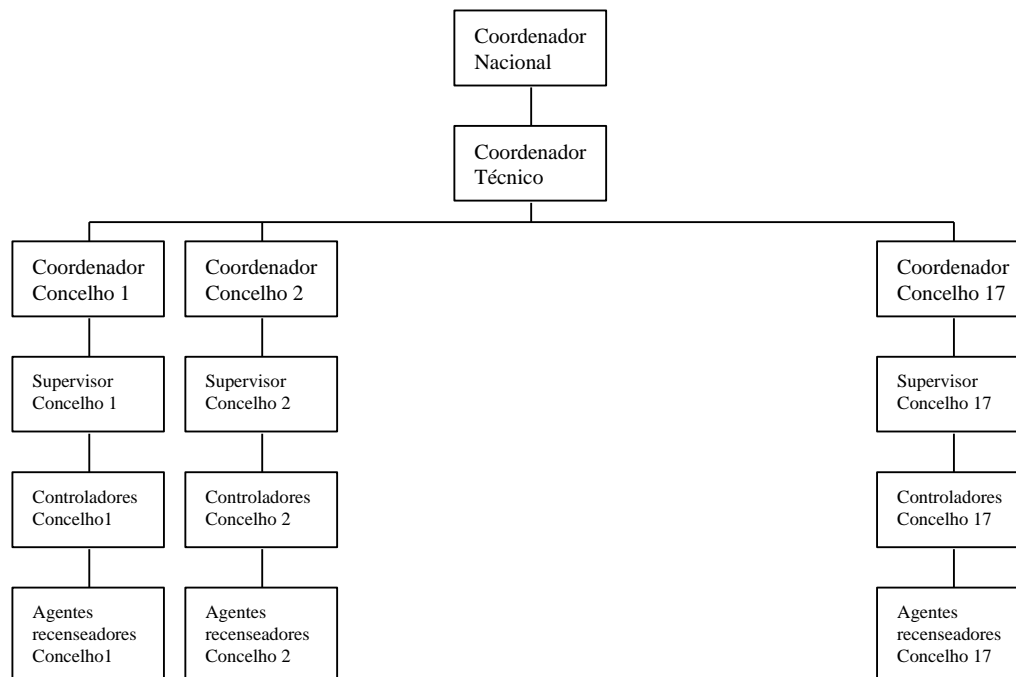 Coordenador
Nacional
Coordenador
Técnico
Coordenador
Concelho 1
Coordenador
Concelho 2
Coordenador
Concelho 17
Supervisor
Concelho 1
Supervisor
Concelho 2
Supervisor
Concelho 17
Controladores
Concelho1
Controladores
Concelho 2
Controladores
Concelho 17
Agentes
recenseadores
Concelho1
Agentes
recenseadores
Concelho 2
Agentes
recenseadores
Concelho 17